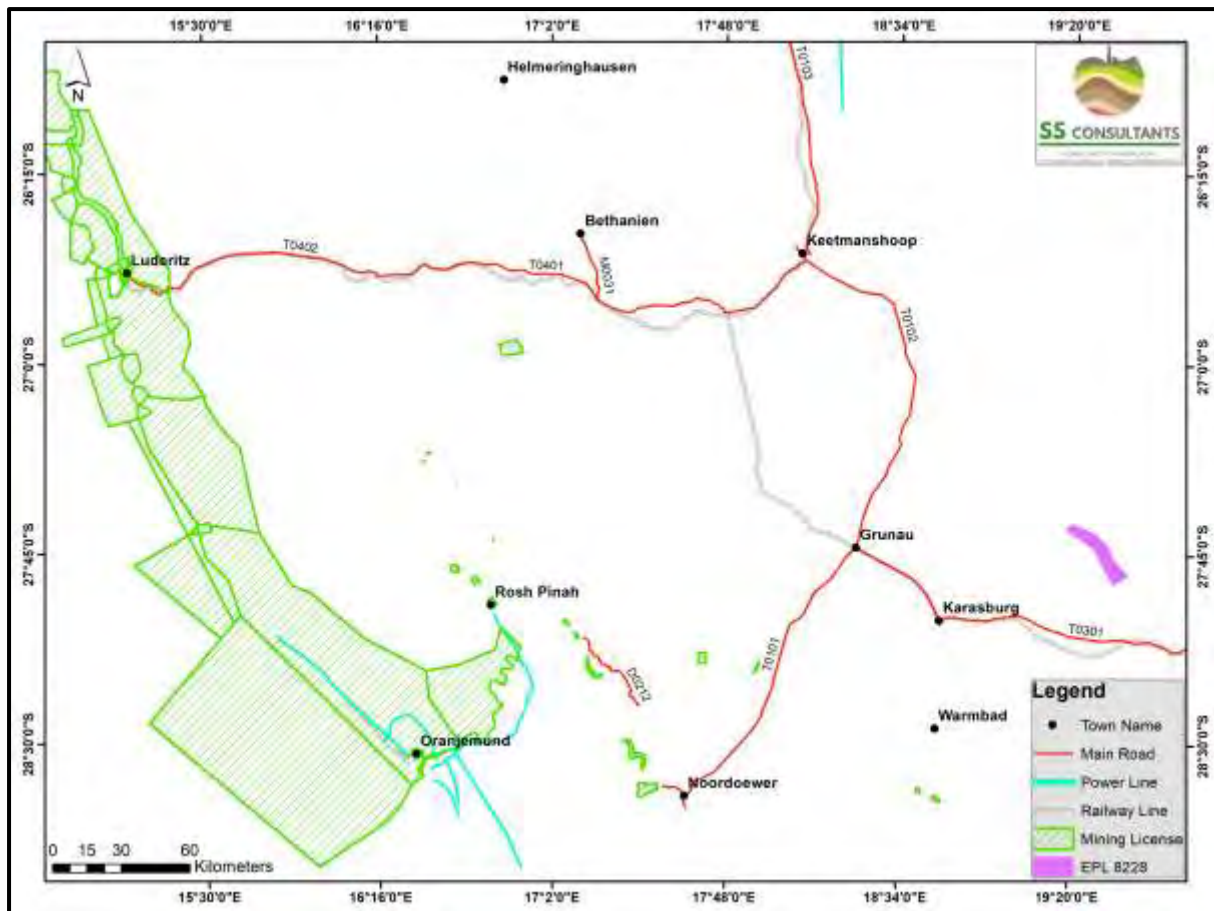 15°30'0"E 16°16'0"E 17°2'0"E 17°48'0"E 18°34'0"E 19°20'0"E
N
Helmeringhausen
T0103
SS CONSULTANTS
26°15'0"S
26°15'0"S
Bethanien
Keetmanshoop
Luderitz
T0402
T0401
M0031
T0102
27°0'0"S
27°0'0"S
27°45'0"S
27°45'0"S
Grunau
Rosh Pinah
Karasburg
T0301
T0101
D0212
Warmbad
28°30'0"S
28°30'0"S
Oranjemund
Noordoewer
Legend
Town Name
Main Road
Power Line
Railway Line
Mining License
EPL 8228
0 15 30 60
Kilometers
15°30'0"E 16°16'0"E 17°2'0"E 17°48'0"E 18°34'0"E 19°20'0"E